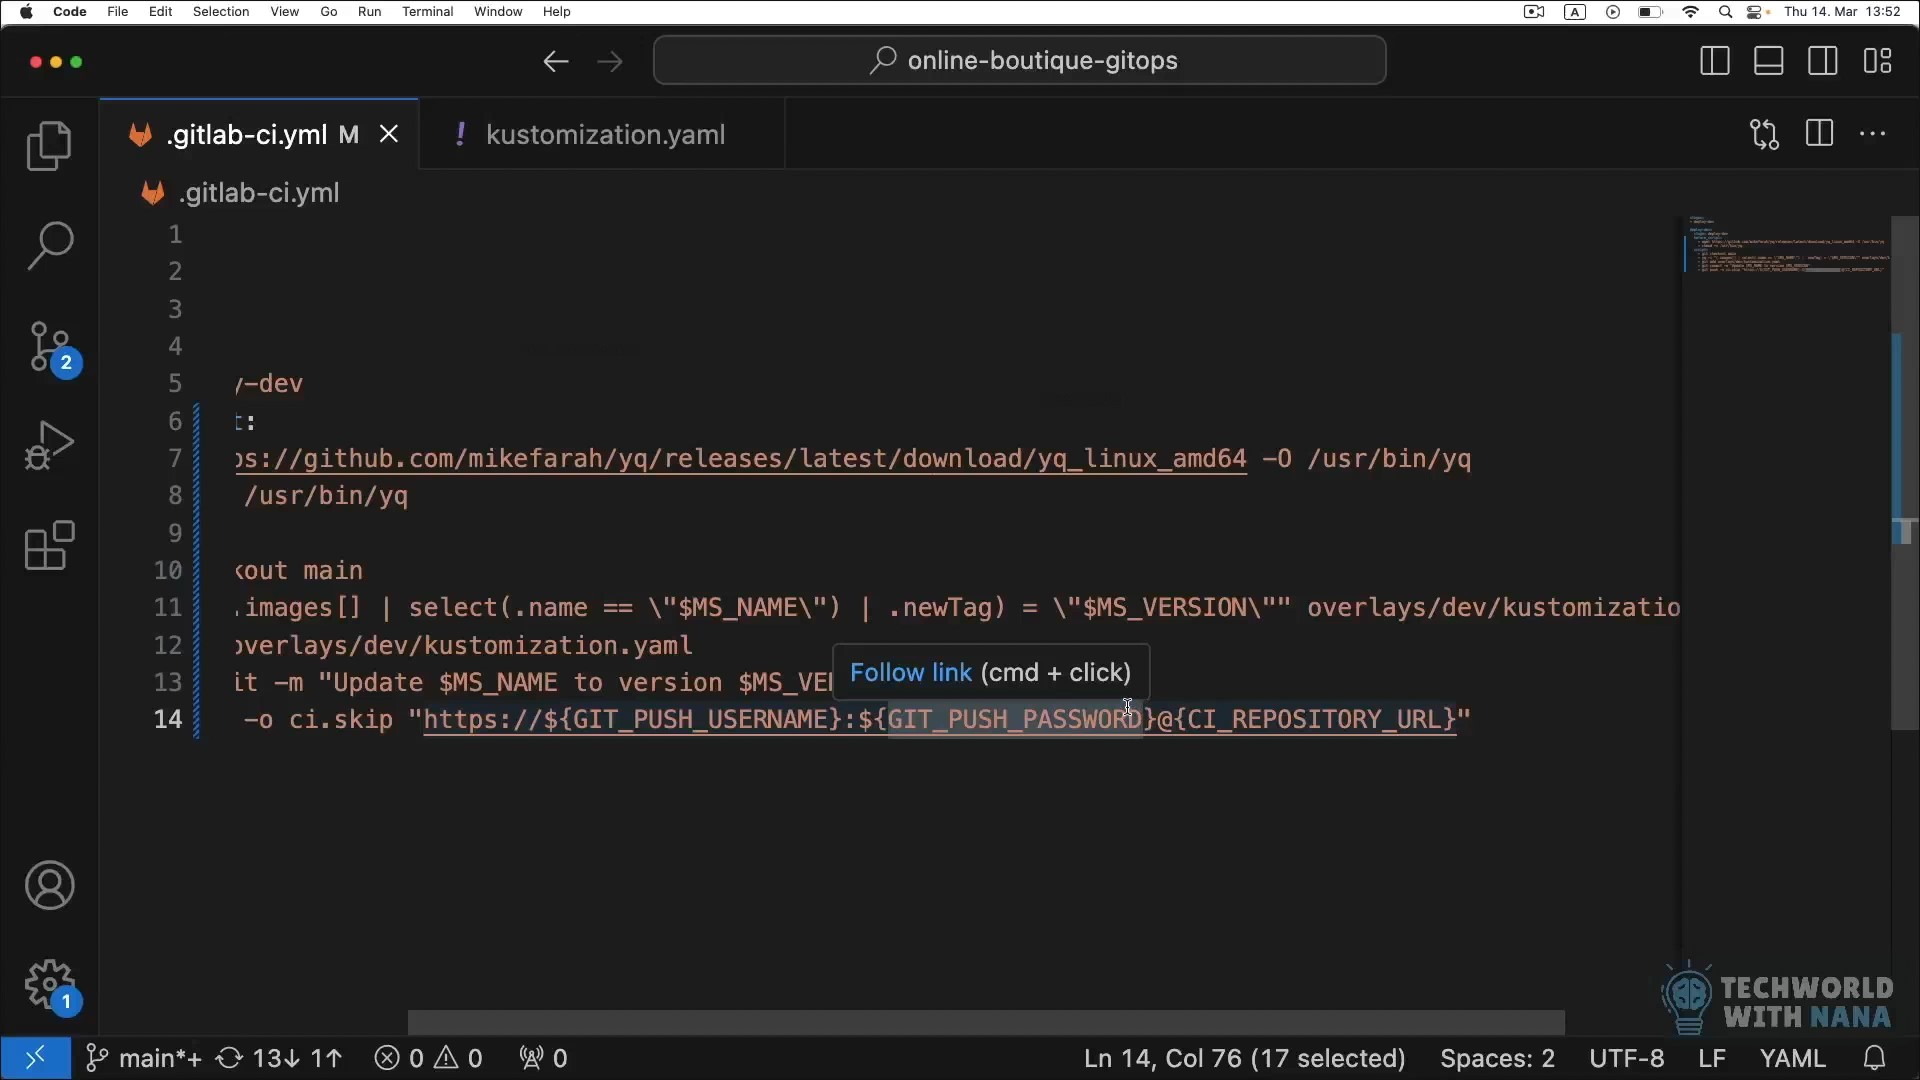 Code File Edit Selection View Go Run Terminal Window Help A Thu 14. Mar 13:52
online-boutique-gitops
.gitlab-ci.yml M
! kustomization.yaml
.gitlab-ci.yml
1
2
3
4
5 y-dev
6 t:
7 ps://github.com/mikefarah/yq/releases/latest/download/yq_linux_amd64 -O /usr/bin/yq
8 /usr/bin/yq
9
10 kout main
11 .images[] | select(.name == \"$MS_NAME\") | .newTag) = \"$MS_VERSION\"" overlays/dev/kustomizatio
12 overlays/dev/kustomization.yaml
13 it -m "Update $MS_NAME to version $MS_VE
Follow link (cmd + click)
14 -o ci.skip "https://${GIT_PUSH_USERNAME}:${GIT_PUSH_PASSWORD}@{CI_REPOSITORY_URL}"
2
1
TECHWORLD
WITH NANA
main*+ 13↓ 1↑ 0 0 0 Ln 14, Col 76 (17 selected) Spaces: 2 UTF-8 LF YAML